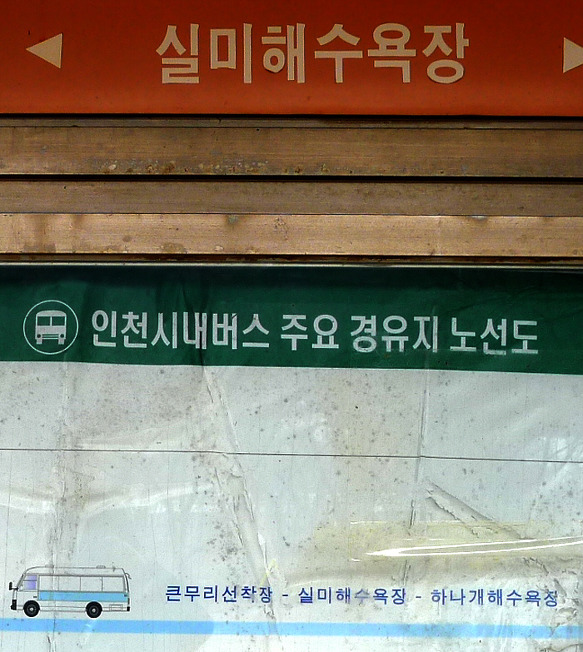 실미해수욕장
인천시내버스 주요 경유지 노선도
큰무리선착장 - 실미해수욕장 - 하나개해수욕장